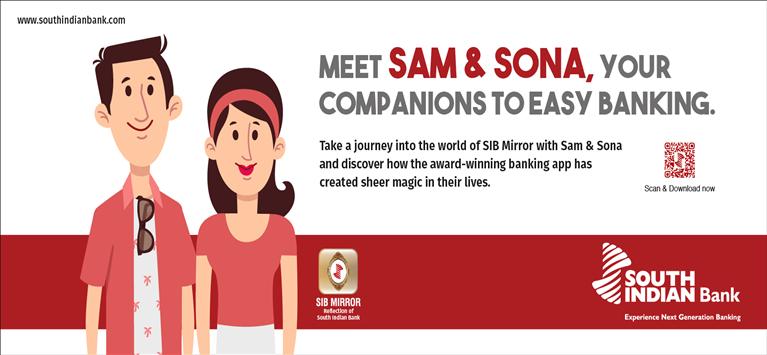 www.southindianbank.com
MEET SAM & SONA, YOUR
COMPANIONS TO EASY BANKING.
Take a journey into the world of SIB Mirror with Sam & Sona
and discover how the award-winning banking app has
created sheer magic in their lives.
Scan & Download now
SIB MIRROR
Reflection of
South Indian Bank
SOUTH
INDIAN Bank
Experience Next Generation Banking